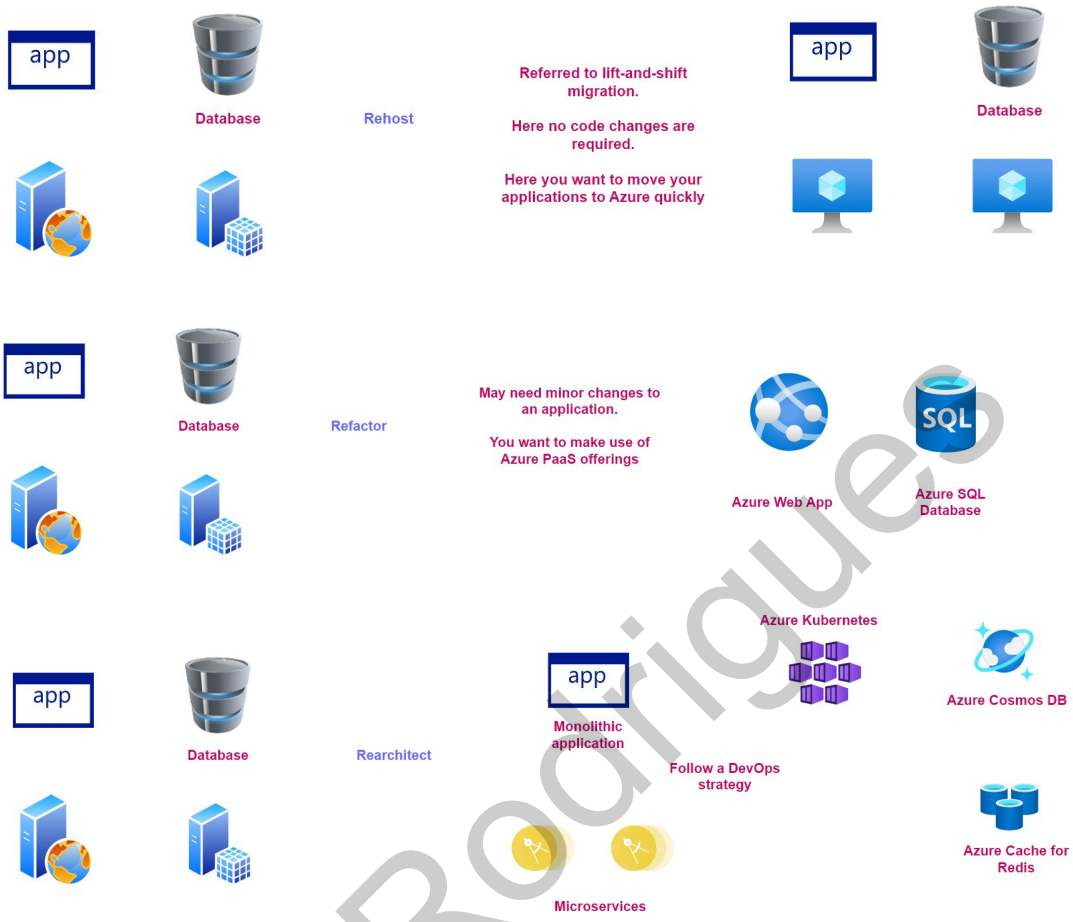 app
Database
Rehost
Referred to lift-and-shift
migration.
Here no code changes are
required.
Here you want to move your
applications to Azure quickly
app
Database
app
Database
Refactor
May need minor changes to
an application.
You want to make use of
Azure PaaS offerings
Azure Web App
SQL
Azure SQL
Database
app
Database
Rearchitect
app
Monolithic
application
Follow a DevOps
strategy
Microservices
Azure Kubernetes
Azure Cosmos DB
Azure Cache for
Redis
Rodrigues